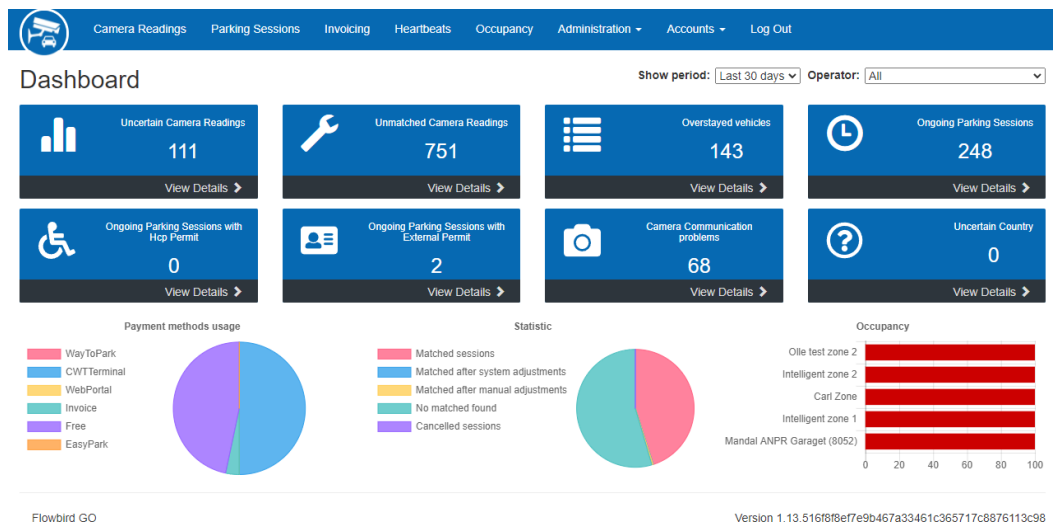 Camera Readings Parking Sessions Invoicing Heartbeats Occupancy Administration Accounts Log Out
Dashboard
Show period: Last 30 days Operator: All
Uncertain Camera Readings
111
View Details
Unmatched Camera Readings
751
View Details
Overstayed vehicles
143
View Details
Ongoing Parking Sessions
248
View Details
Ongoing Parking Sessions with
Hcp Permit
0
View Details
Ongoing Parking Sessions with
External Permit
2
View Details
Camera Communication
problems
68
View Details
Uncertain Country
0
View Details
Payment methods usage
WayToPark
CWTTerminal
WebPortal
Invoice
Free
EasyPark
Statistic
Matched sessions
Matched after system adjustments
Matched after manual adjustments
No matched found
Cancelled sessions
Occupancy
Olle test zone 2
Intelligent zone 2
Carl Zone
Intelligent zone 1
Mandal ANPR Garaget (8052)
0 20 40 60 80 100
Flowbird GO
Version 1.13.516f8f8ef7e9b467a33461c365717c8876113c98